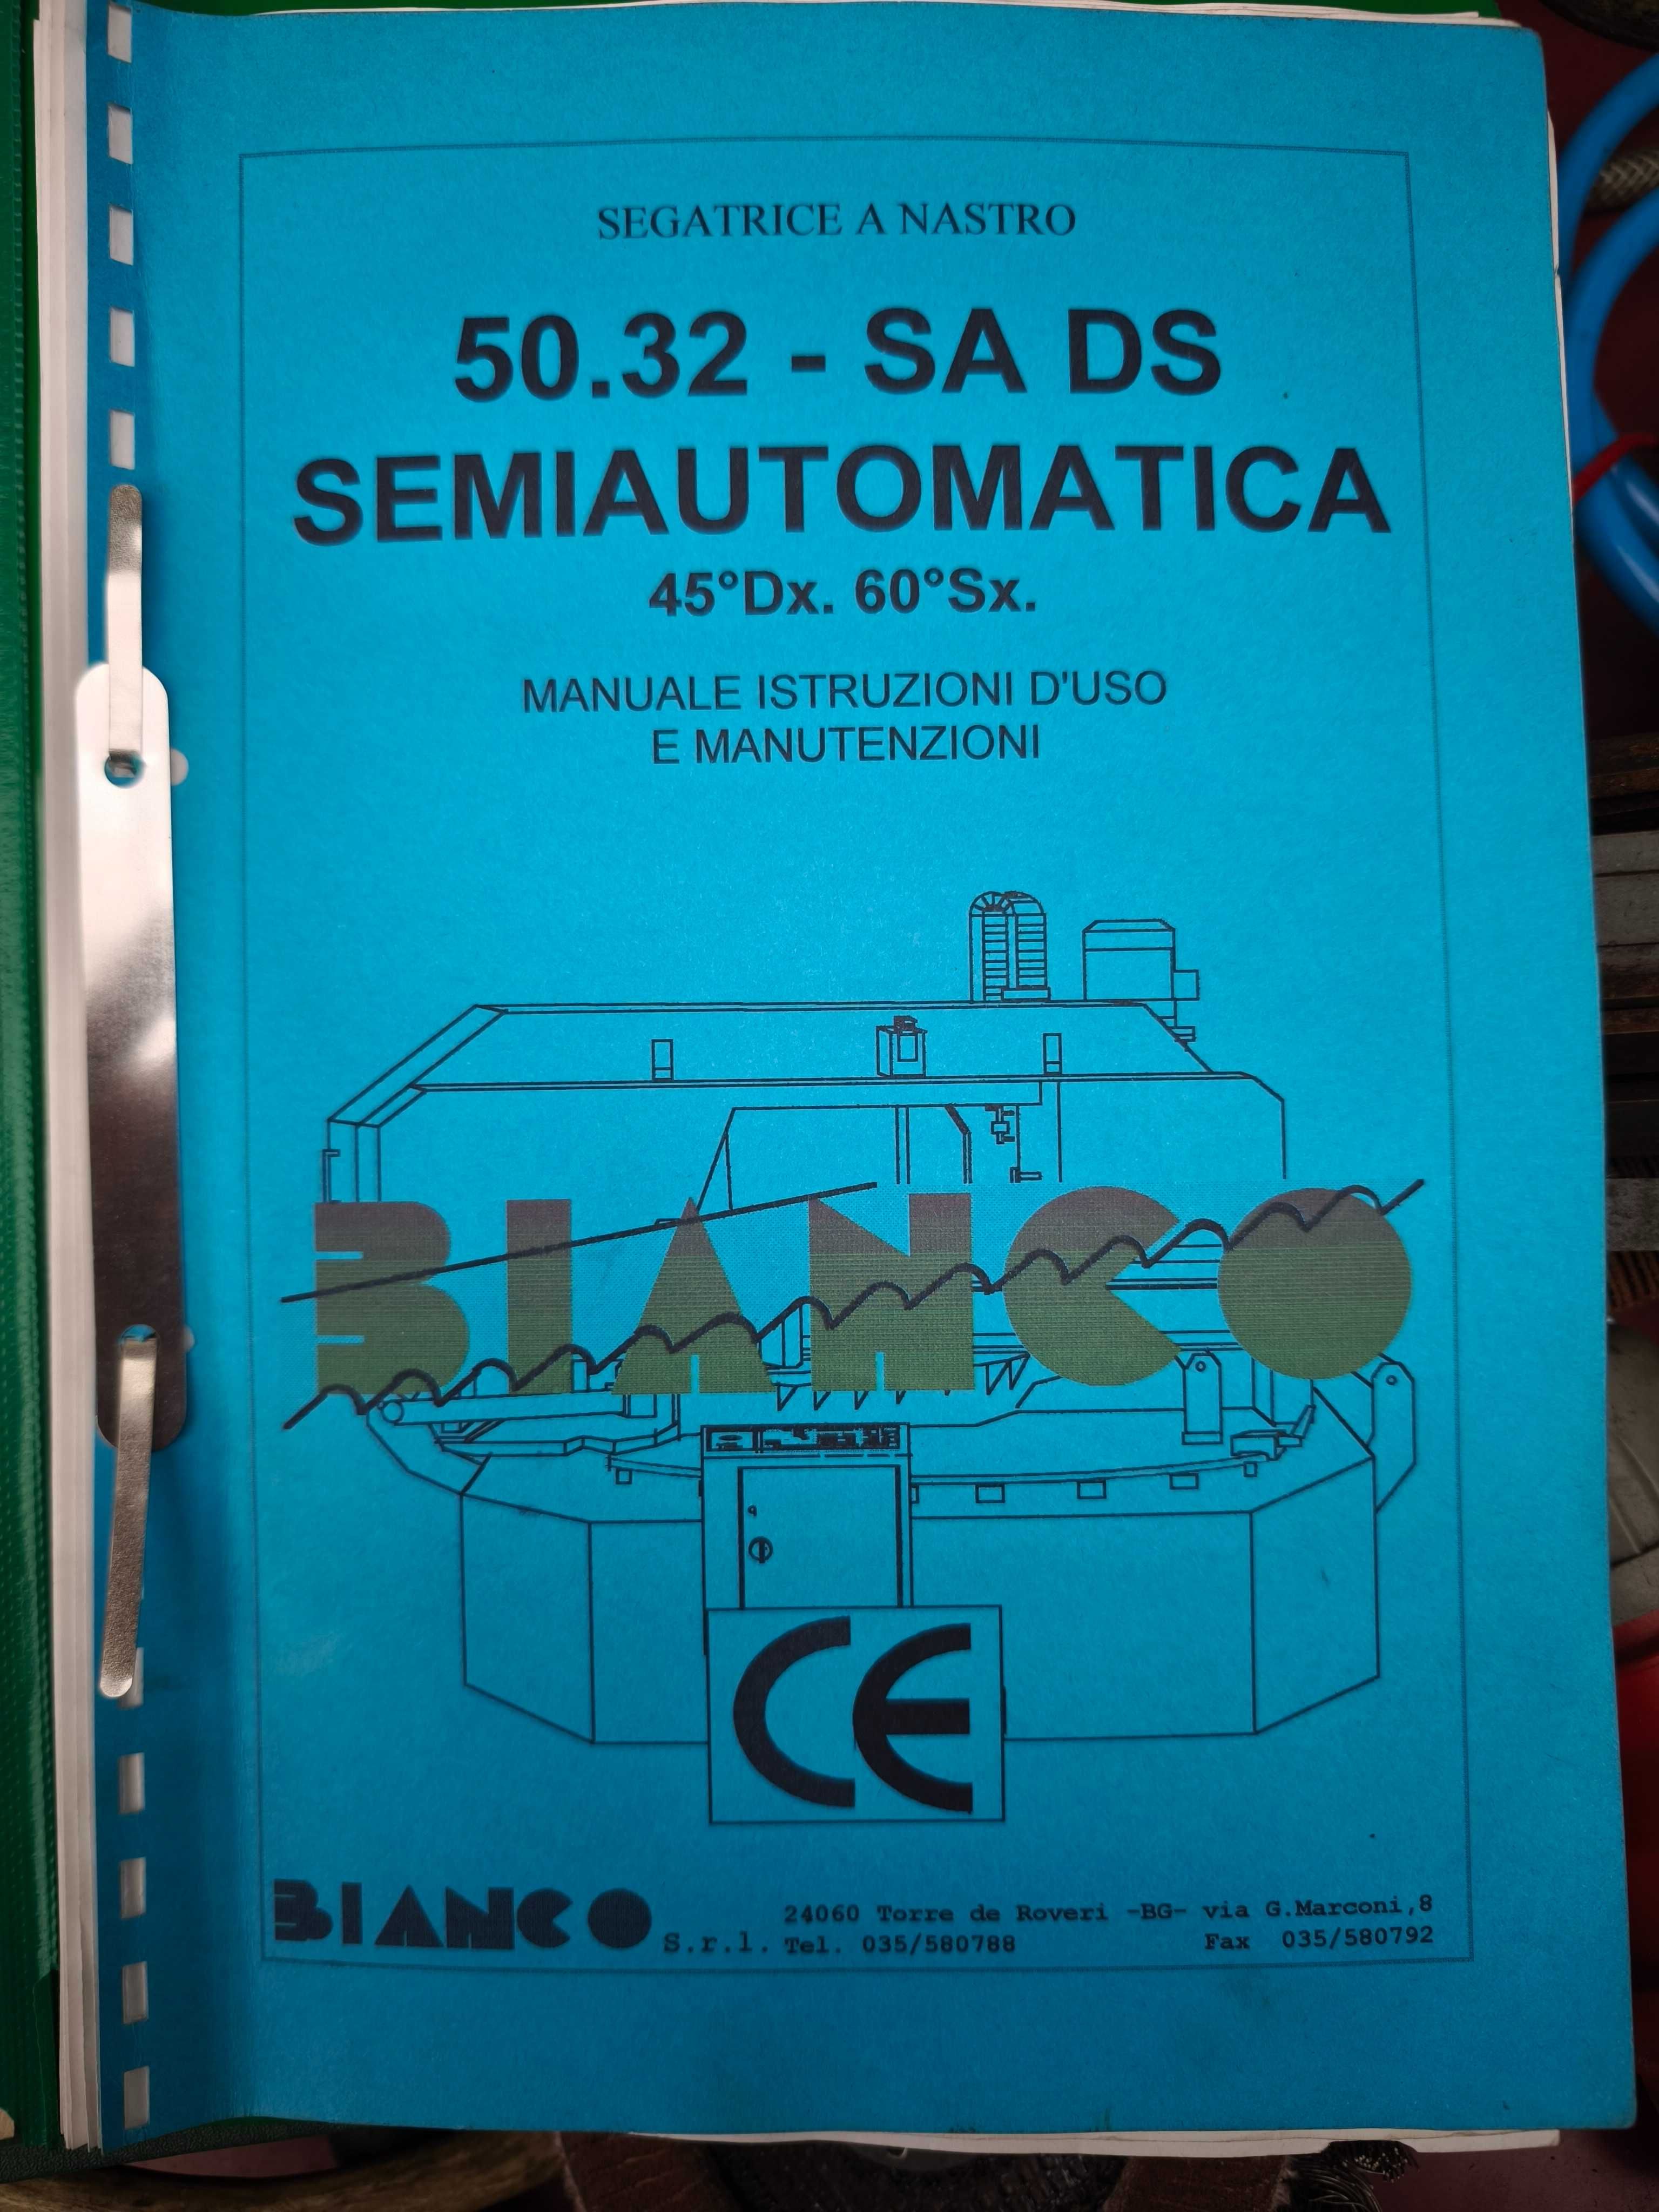 SEGATRICE A NASTRO
50.32 - SA DS
SEMIAUTOMATICA
45°Dx. 60°Sx.
MANUALE ISTRUZIONI D'USO
E MANUTENZIONI
BIANCO
CE
BIANCO S.r.l.
24060 Torre de Roveri -BG- via G.Marconi,8
Tel. 035/580788 Fax 035/580792